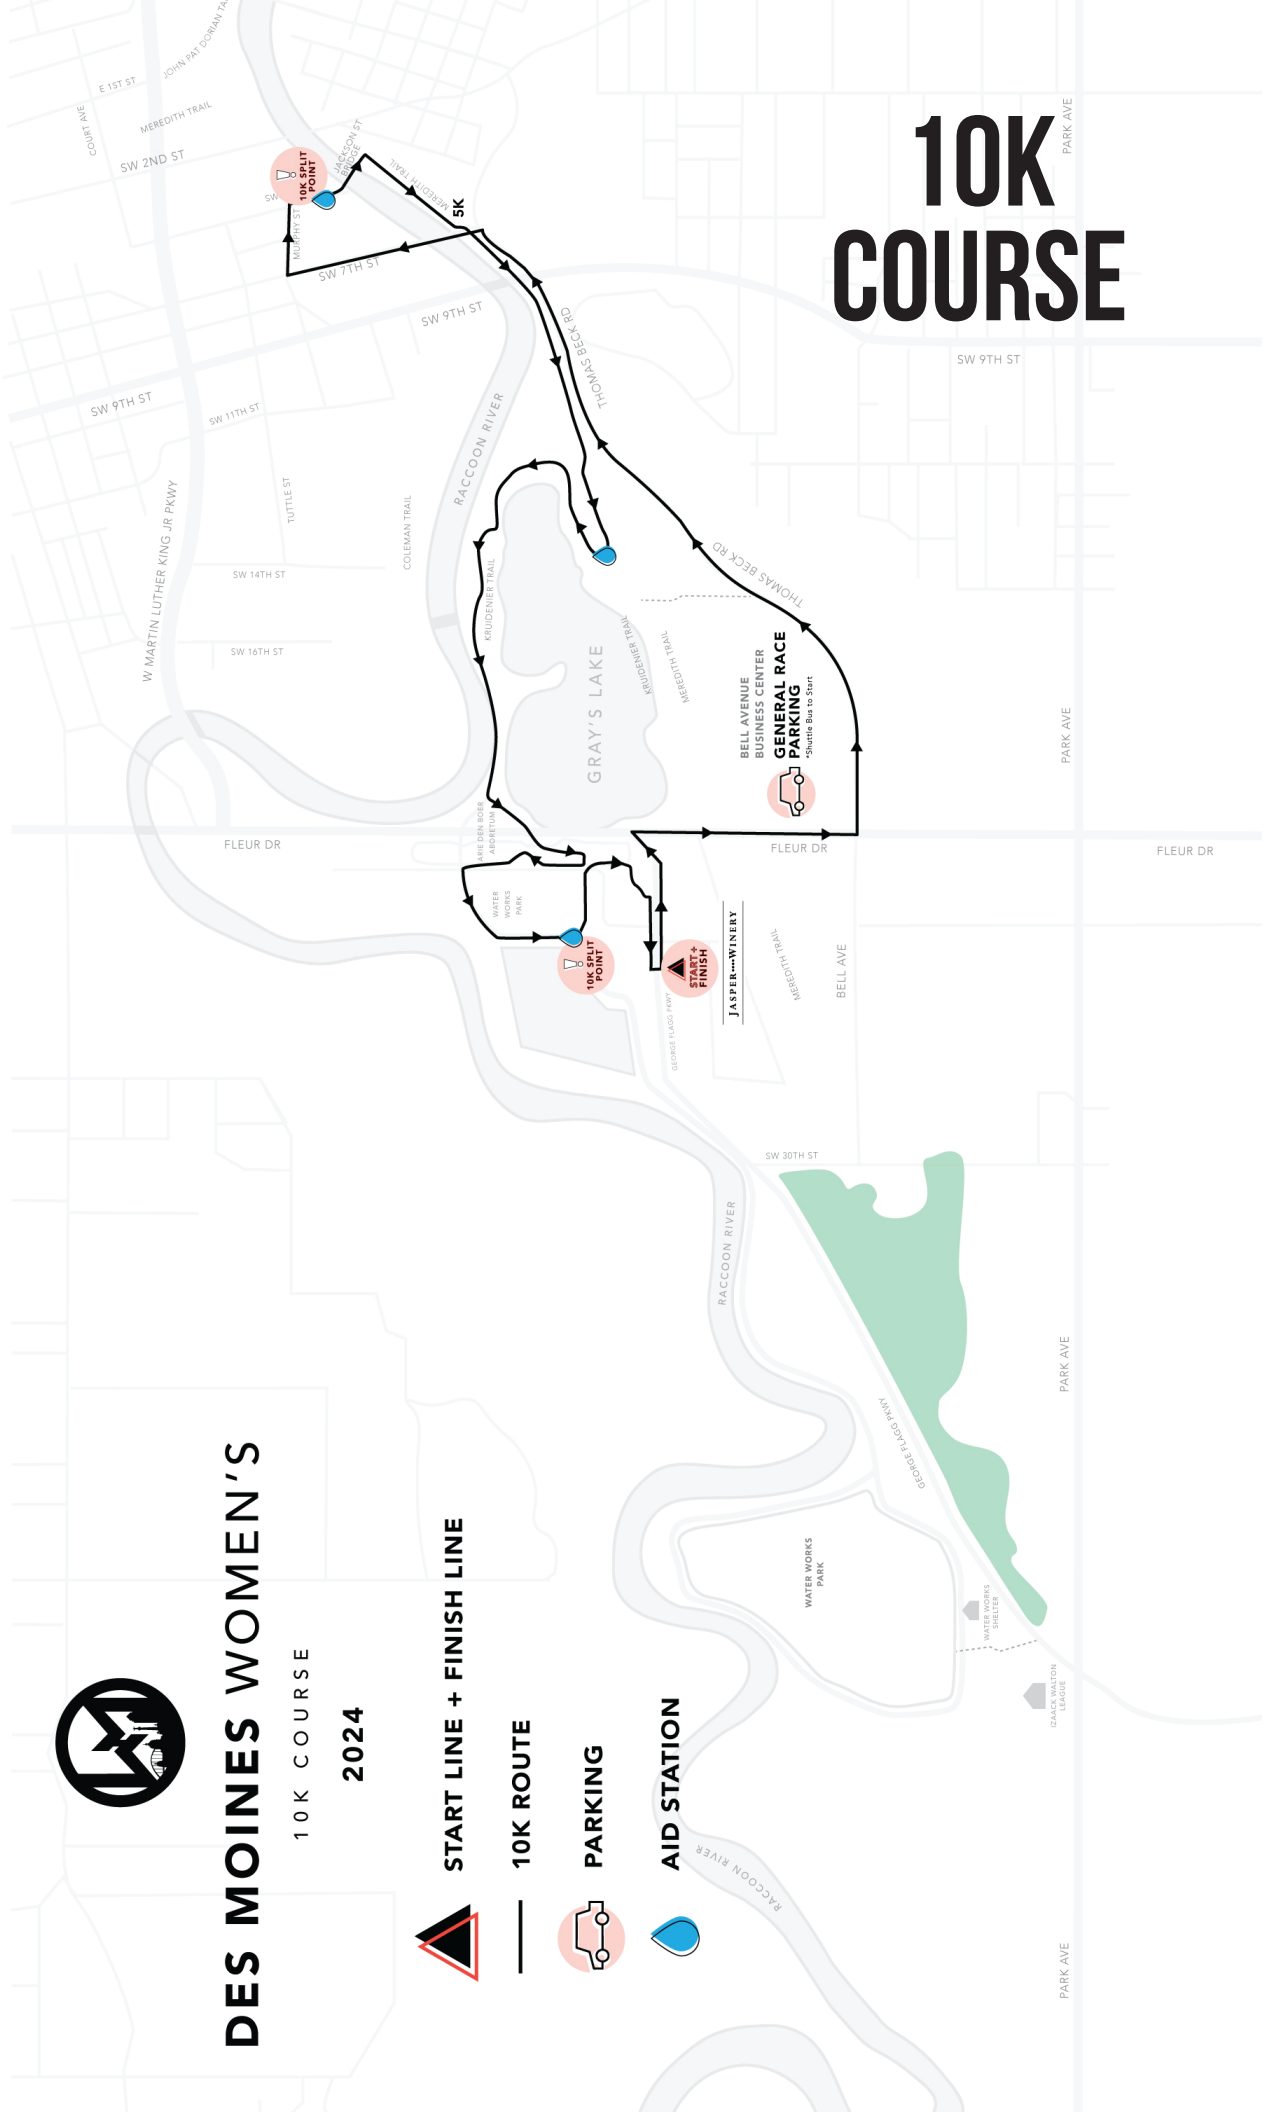 10K
COURSE
DES MOINES WOMEN'S
10K COURSE
2024
START LINE + FINISH LINE
10K ROUTE
PARKING
AID STATION
E 1ST ST
COURT AVE
MEREDITH TRAIL
SW 2ND ST
10K SPLIT
POINT
JACKSON ST
BRIDGE
MURPHY ST
MEREDITH TRAIL
5K
SW 7TH ST
SW 9TH ST
SW 9TH ST
SW 11TH ST
SW 9TH ST
PARK AVE
THOMAS BECK RD
RACCOON RIVER
W MARTIN LUTHER KING JR PKWY
TUTTLE ST
COLEMAN TRAIL
SW 14TH ST
SW 16TH ST
KRUIDENIER TRAIL
GRAY'S LAKE
KRUIDENIER TRAIL
MEREDITH TRAIL
THOMAS BECK RD
BELL AVENUE
BUSINESS CENTER
GENERAL RACE
PARKING
*Shuttle Bus to Start
PARK AVE
FLEUR DR
FLEUR DR
FLEUR DR
ARIE DEN BOER
ABORETUM
WATER
WORKS
PARK
10K SPLIT
POINT
START +
FINISH
JASPER WINERY
MEREDITH TRAIL
BELL AVE
GEORGE FLAGG PKWY
SW 30TH ST
RACCOON RIVER
PARK AVE
GEORGE FLAGG PKWY
WATER WORKS
PARK
WATER WORKS
SHELTER
IZAACK WALTON
LEAGUE
RACCOON RIVER
PARK AVE